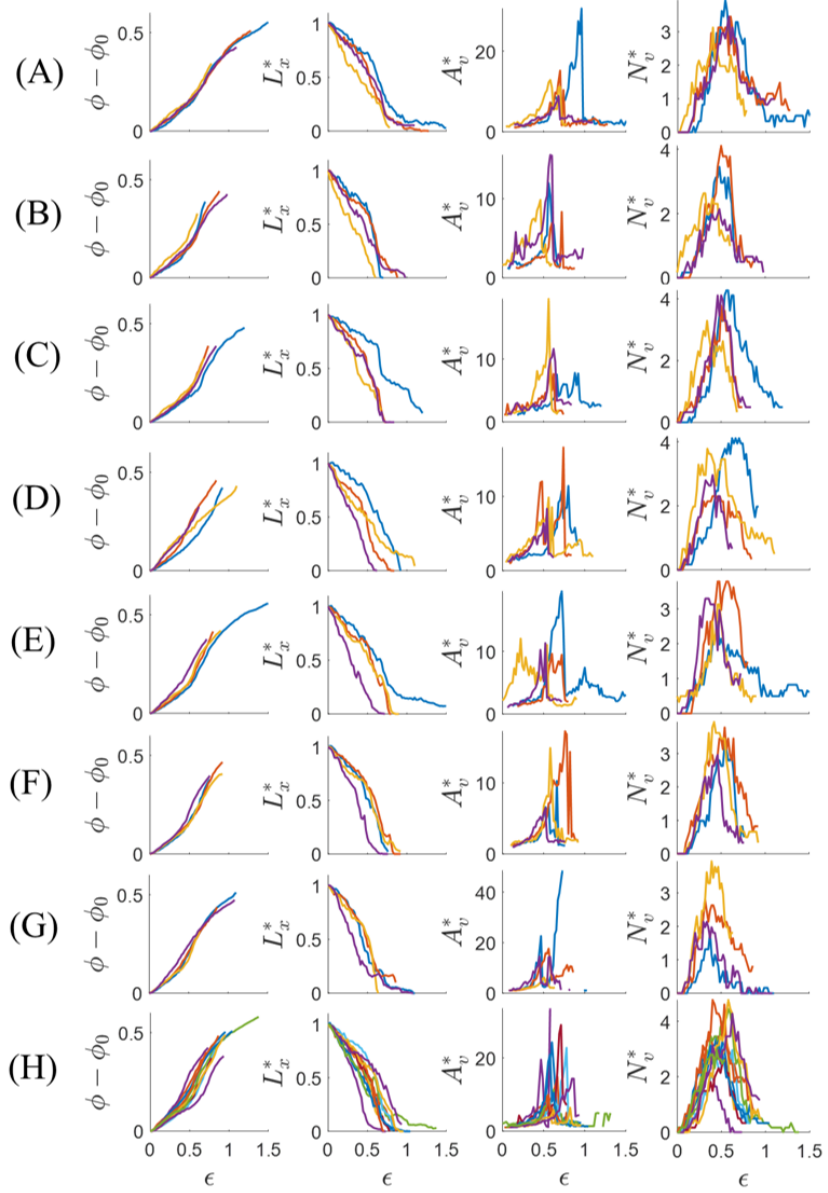 (A) ϕ − ϕ₀ 0.5 0 L*ₓ 1 0.5 0 A*ᵥ 20 0 N*ᵥ 3 2 1 0
(B) ϕ − ϕ₀ 0.5 0 L*ₓ 1 0.5 0 A*ᵥ 10 0 N*ᵥ 4 2 0
(C) ϕ − ϕ₀ 0.5 0 L*ₓ 1 0.5 0 A*ᵥ 10 0 N*ᵥ 4 2 0
(D) ϕ − ϕ₀ 0.5 0 L*ₓ 1 0.5 0 A*ᵥ 10 0 N*ᵥ 4 2 0
(E) ϕ − ϕ₀ 0.5 0 L*ₓ 1 0.5 0 A*ᵥ 10 0 N*ᵥ 3 2 1 0
(F) ϕ − ϕ₀ 0.5 0 L*ₓ 1 0.5 0 A*ᵥ 10 0 N*ᵥ 3 2 1 0
(G) ϕ − ϕ₀ 0.5 0 L*ₓ 1 0.5 0 A*ᵥ 40 20 0 N*ᵥ 3 2 1 0
(H) ϕ − ϕ₀ 0.5 0 L*ₓ 1 0.5 0 A*ᵥ 20 0 N*ᵥ 4 2 0
0 0.5 1 1.5 0 0.5 1 1.5 0 0.5 1 1.5 0 0.5 1 1.5
ϵ ϵ ϵ ϵ